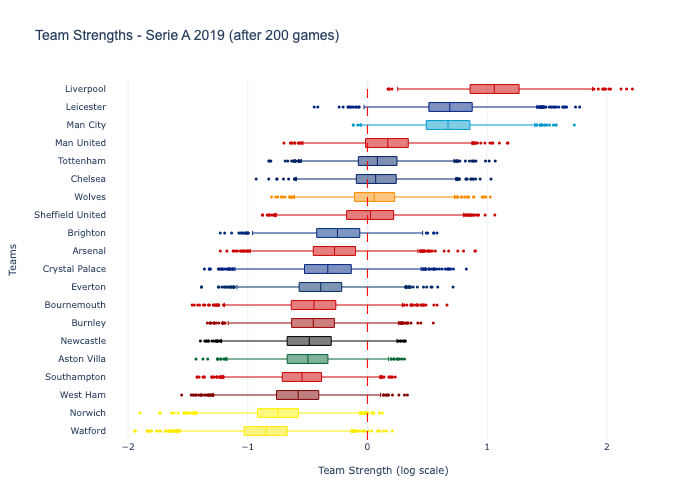 Team Strengths - Serie A 2019 (after 200 games)
Liverpool
Leicester
Man City
Man United
Tottenham
Chelsea
Wolves
Sheffield United
Brighton
Arsenal
Crystal Palace
Everton
Bournemouth
Burnley
Newcastle
Aston Villa
Southampton
West Ham
Norwich
Watford
Teams
−2 −1 0 1 2
Team Strength (log scale)